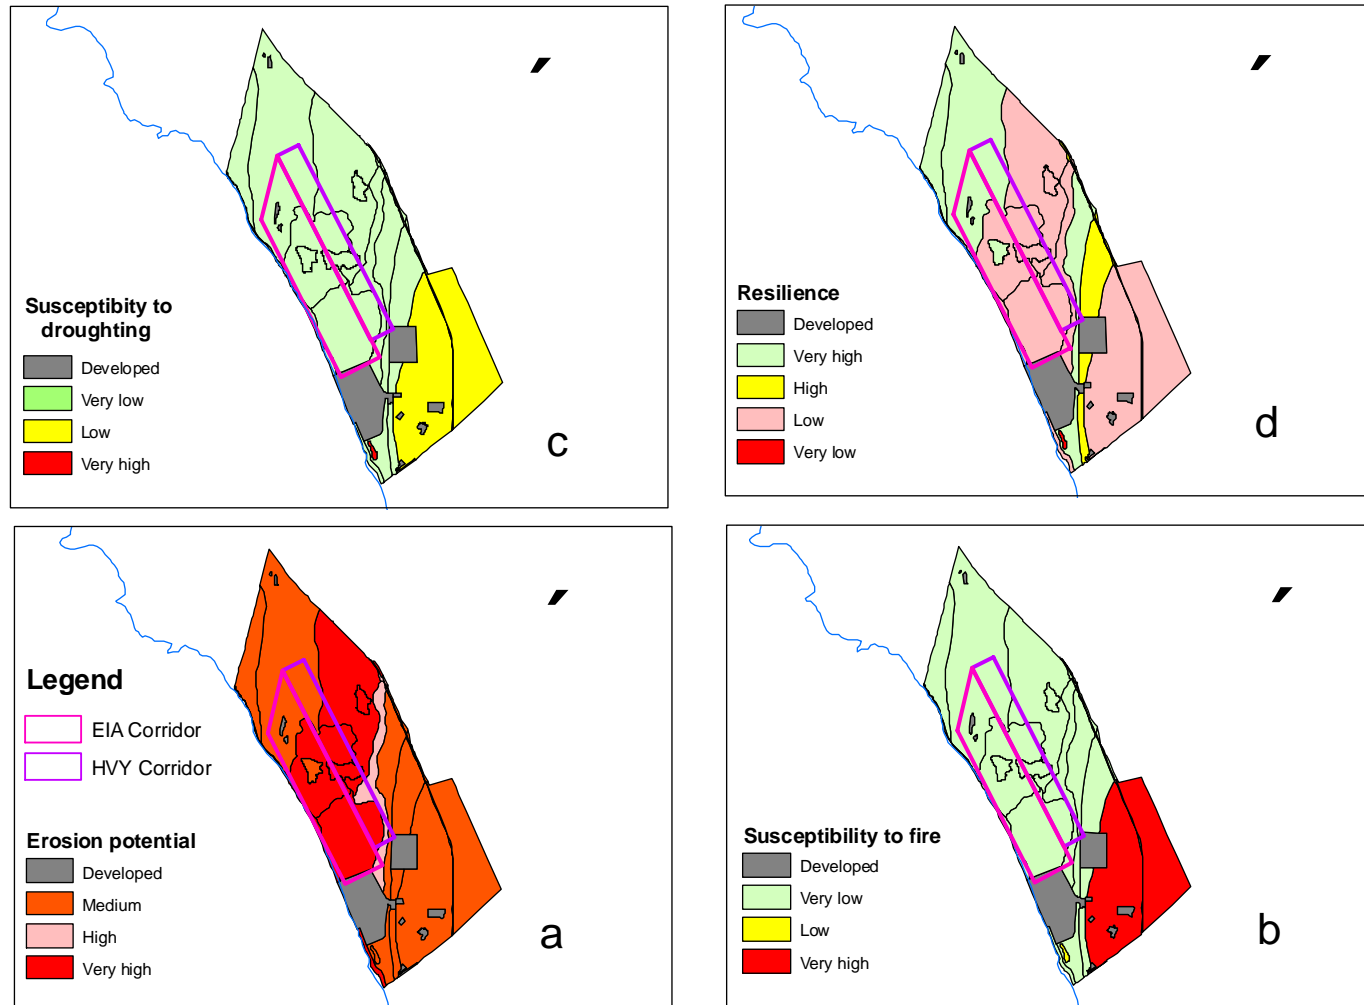 Susceptibity to
droughting
Developed
Very low
Low
Very high
c
Resilience
Developed
Very high
High
Low
Very low
d
Legend
EIA Corridor
HVY Corridor
Erosion potential
Developed
Medium
High
Very high
a
Susceptibility to fire
Developed
Very low
Low
Very high
b